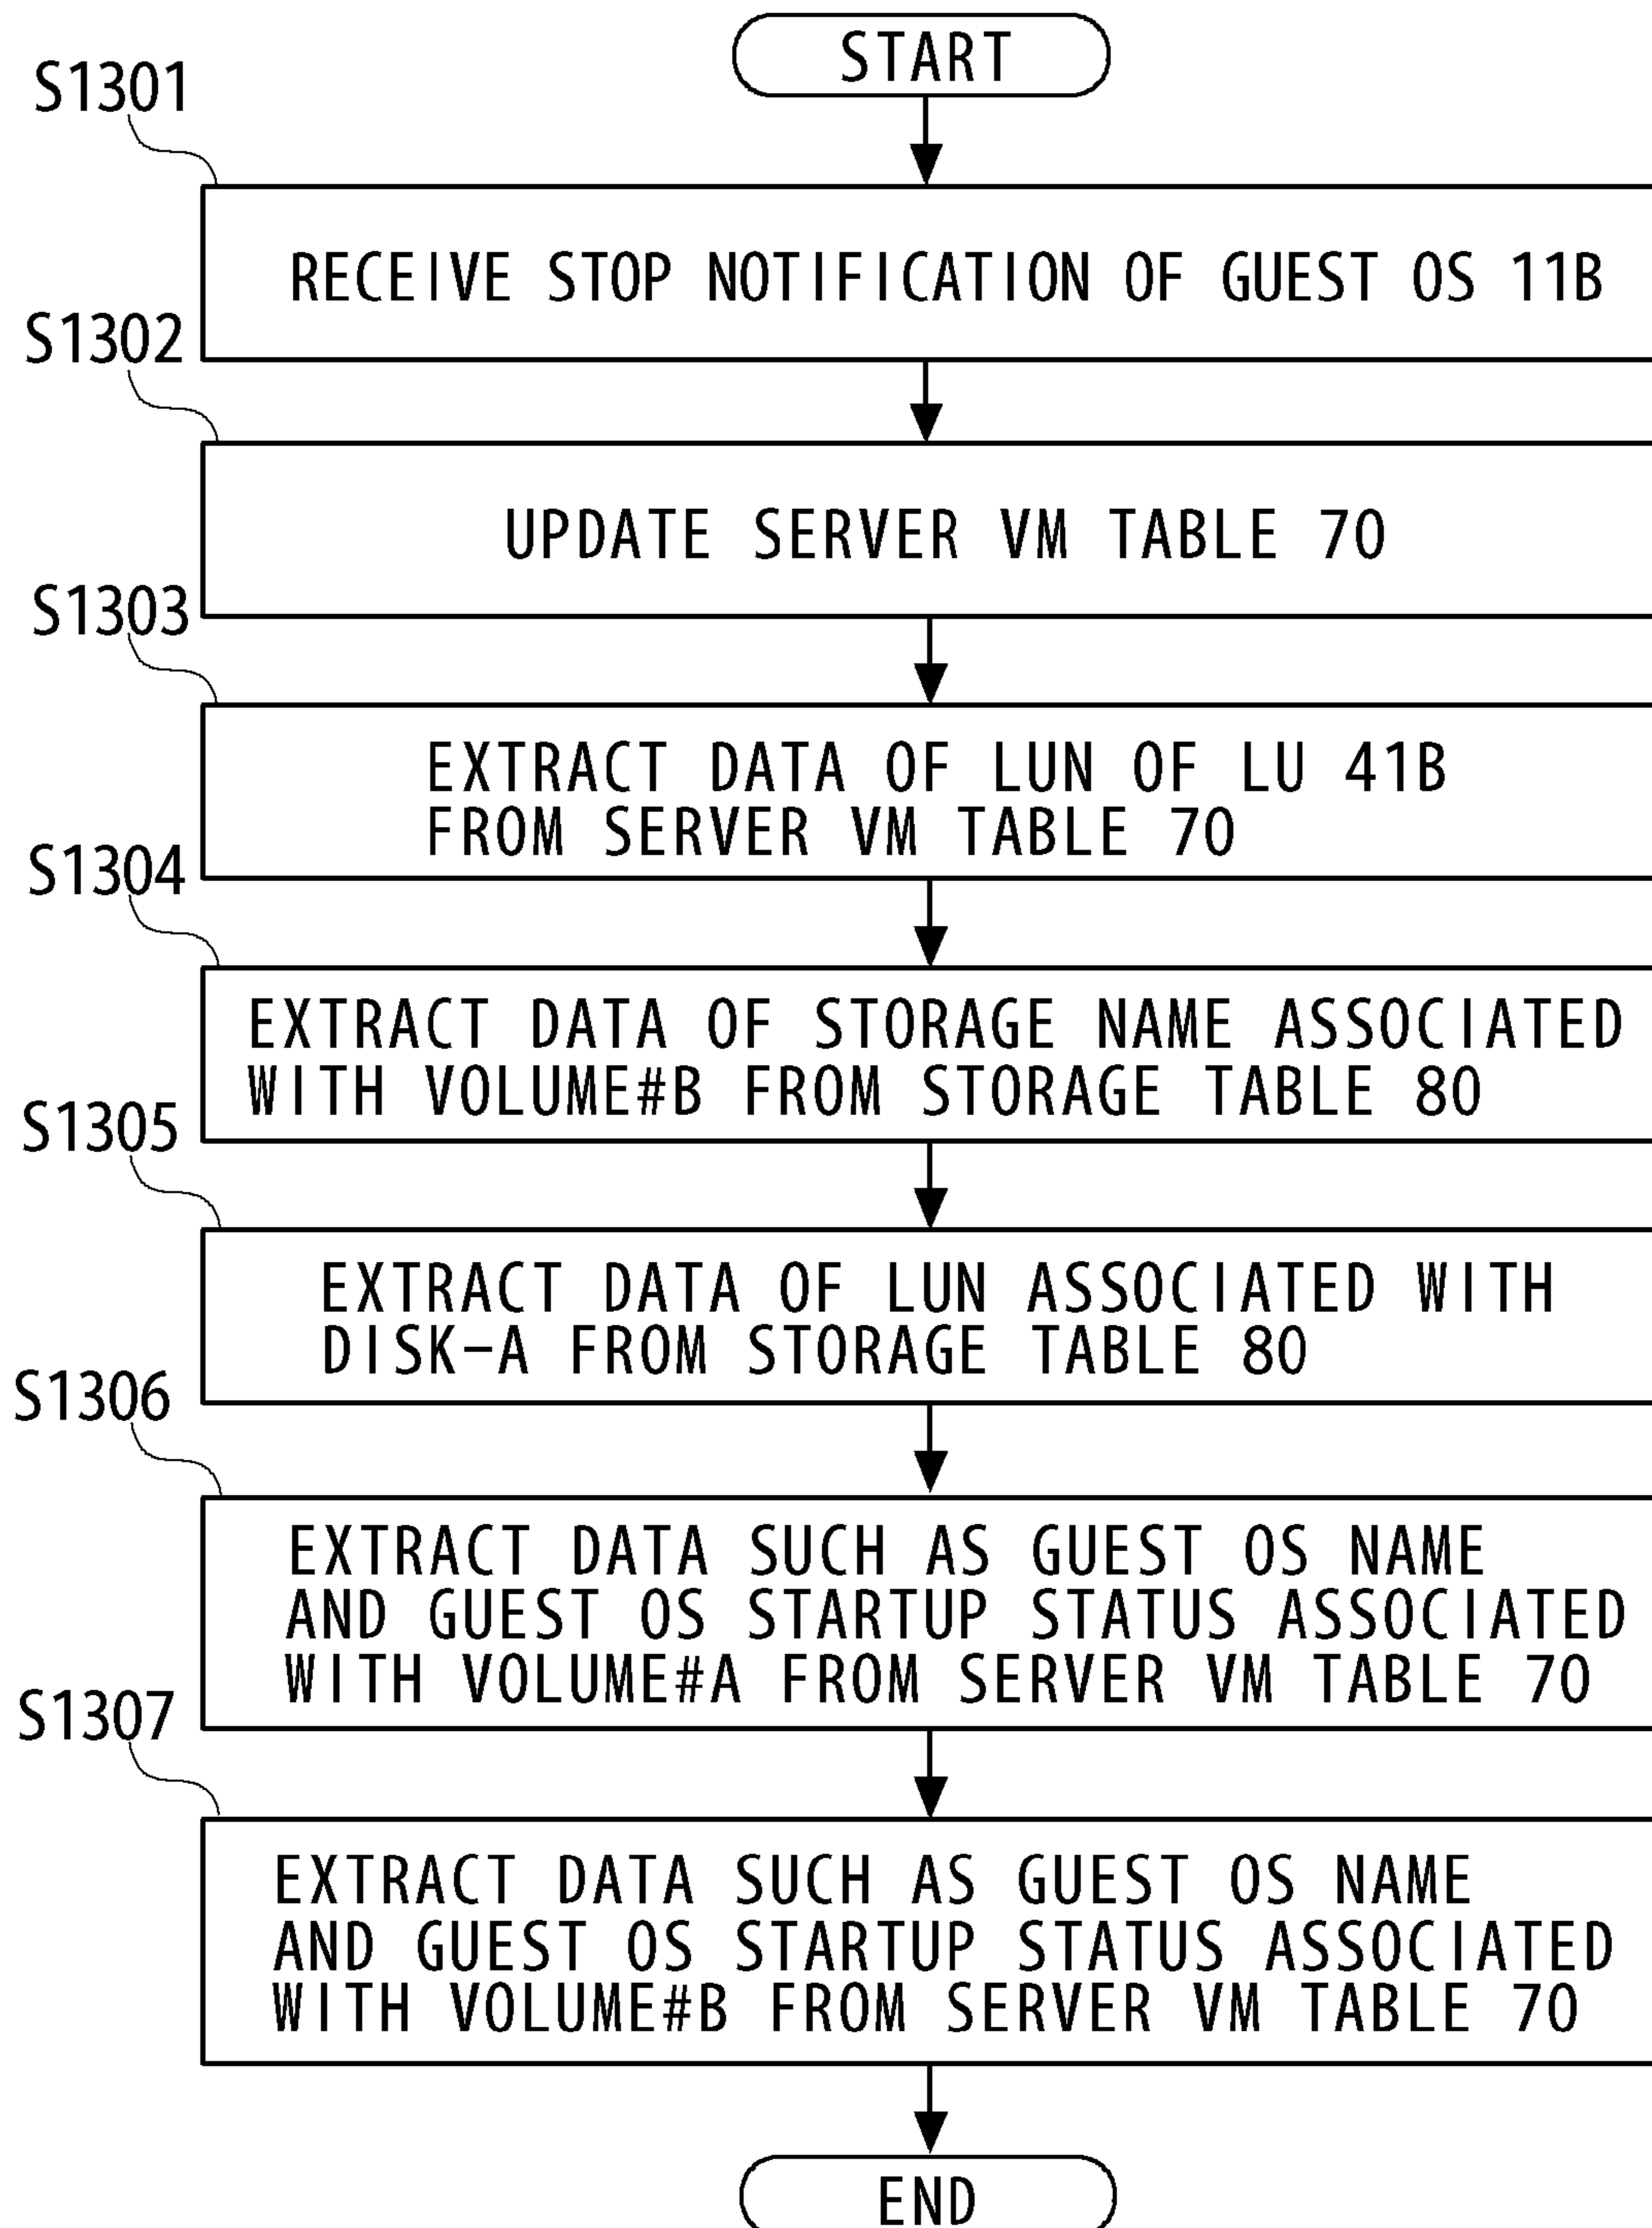 START
S1301
RECEIVE STOP NOTIFICATION OF GUEST OS 11B
S1302
UPDATE SERVER VM TABLE 70
S1303
EXTRACT DATA OF LUN OF LU 41B
FROM SERVER VM TABLE 70
S1304
EXTRACT DATA OF STORAGE NAME ASSOCIATED
WITH VOLUME#B FROM STORAGE TABLE 80
S1305
EXTRACT DATA OF LUN ASSOCIATED WITH
DISK-A FROM STORAGE TABLE 80
S1306
EXTRACT DATA SUCH AS GUEST OS NAME
AND GUEST OS STARTUP STATUS ASSOCIATED
WITH VOLUME#A FROM SERVER VM TABLE 70
S1307
EXTRACT DATA SUCH AS GUEST OS NAME
AND GUEST OS STARTUP STATUS ASSOCIATED
WITH VOLUME#B FROM SERVER VM TABLE 70
END